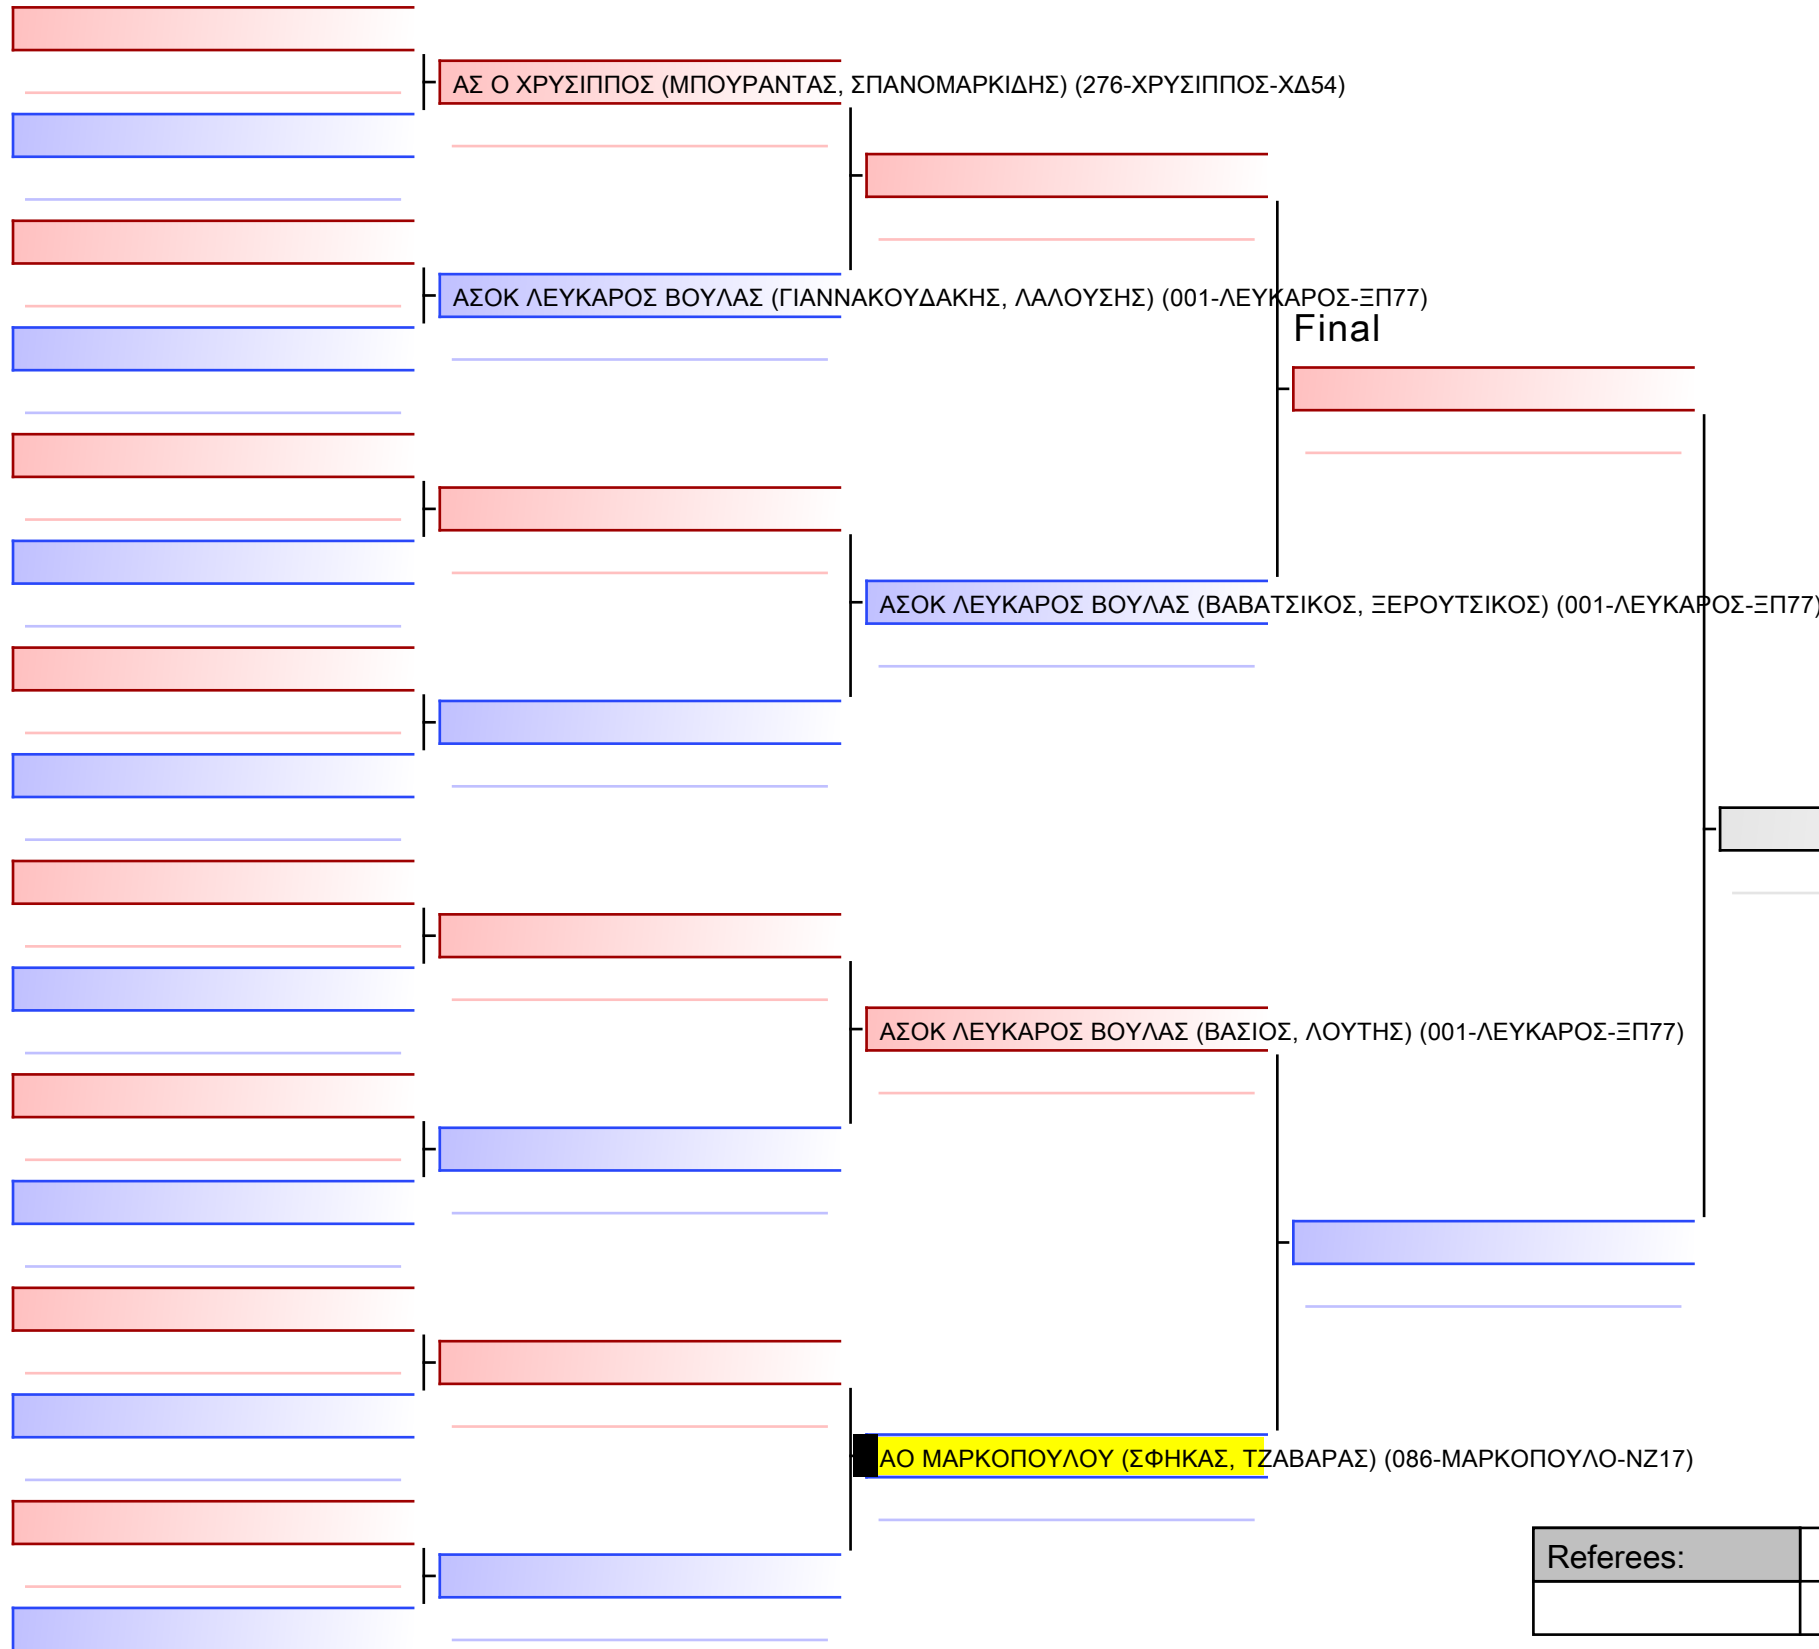 ΑΣ Ο ΧΡΥΣΙΠΠΟΣ (ΜΠΟΥΡΑΝΤΑΣ, ΣΠΑΝΟΜΑΡΚΙΔΗΣ) (276-ΧΡΥΣΙΠΠΟΣ-ΧΔ54)
ΑΣΟΚ ΛΕΥΚΑΡΟΣ ΒΟΥΛΑΣ (ΓΙΑΝΝΑΚΟΥΔΑΚΗΣ, ΛΑΛΟΥΣΗΣ) (001-ΛΕΥΚΑΡΟΣ-ΞΠ77)
Final
ΑΣΟΚ ΛΕΥΚΑΡΟΣ ΒΟΥΛΑΣ (ΒΑΒΑΤΣΙΚΟΣ, ΞΕΡΟΥΤΣΙΚΟΣ) (001-ΛΕΥΚΑΡΟΣ-ΞΠ77)
ΑΣΟΚ ΛΕΥΚΑΡΟΣ ΒΟΥΛΑΣ (ΒΑΣΙΟΣ, ΛΟΥΤΗΣ) (001-ΛΕΥΚΑΡΟΣ-ΞΠ77)
ΑΟ ΜΑΡΚΟΠΟΥΛΟΥ (ΣΦΗΚΑΣ, ΤΖΑΒΑΡΑΣ) (086-ΜΑΡΚΟΠΟΥΛΟ-ΝΖ17)
Referees: